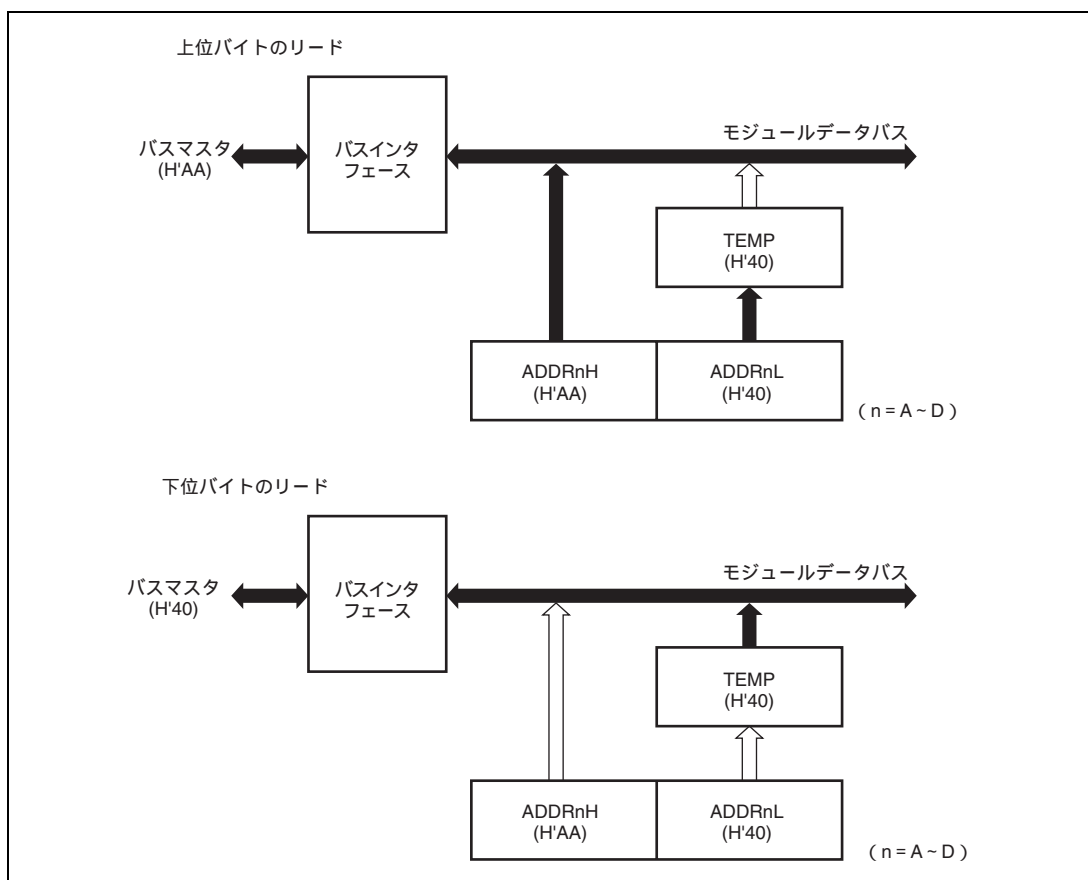 上位バイトのリード
バスマスタ
(H'AA)
バスインタ
フェース
モジュールデータバス
TEMP
(H'40)
ADDRnH
(H'AA)
ADDRnL
(H'40)
( n = A ~ D )
下位バイトのリード
バスマスタ
(H'40)
バスインタ
フェース
モジュールデータバス
TEMP
(H'40)
ADDRnH
(H'AA)
ADDRnL
(H'40)
( n = A ~ D )